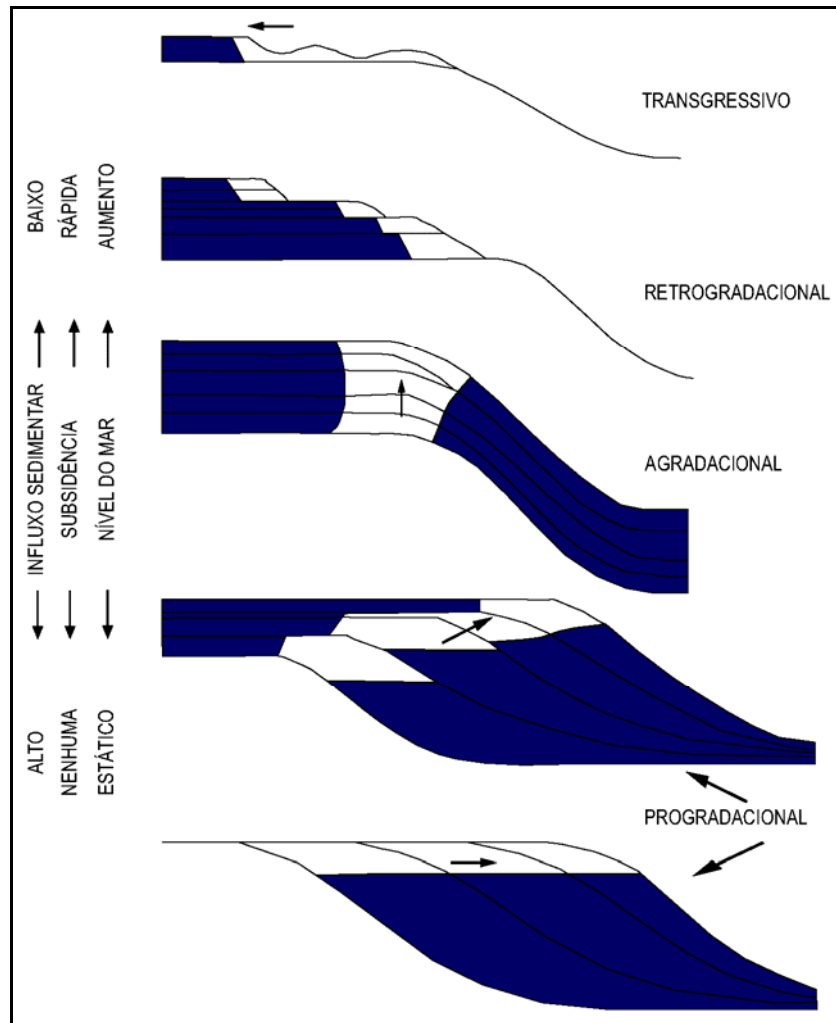 TRANSGRESSIVO
BAIXO
RÁPIDA
AUMENTO
RETROGRADACIONAL
INFLUXO SEDIMENTAR
SUBSIDÊNCIA
NÍVEL DO MAR
AGRADACIONAL
ALTO
NENHUMA
ESTÁTICO
PROGRADACIONAL